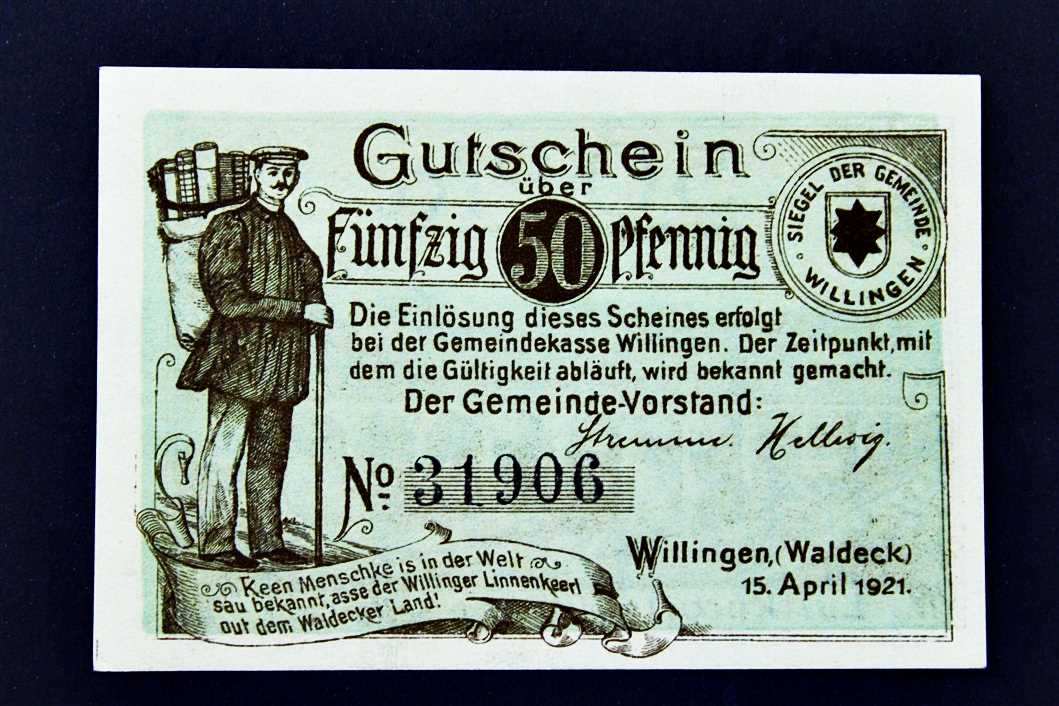 Gutschein
über
Fünfzig 50 Pfennig
SIEGEL DER GEMEINDE
WILLINGEN
Die Einlösung dieses Scheines erfolgt
bei der Gemeindekasse Willingen. Der Zeitpunkt, mit
dem die Gültigkeit abläuft, wird bekannt gemacht.
Der Gemeinde-Vorstand:
Stremme. Hellwig.
No. 31906
Willingen, (Waldeck)
15. April 1921.
Keen Menschke is in der Welt
sau bekannt, asse der Willinger Linnenkeerl
out dem Waldecker Land!